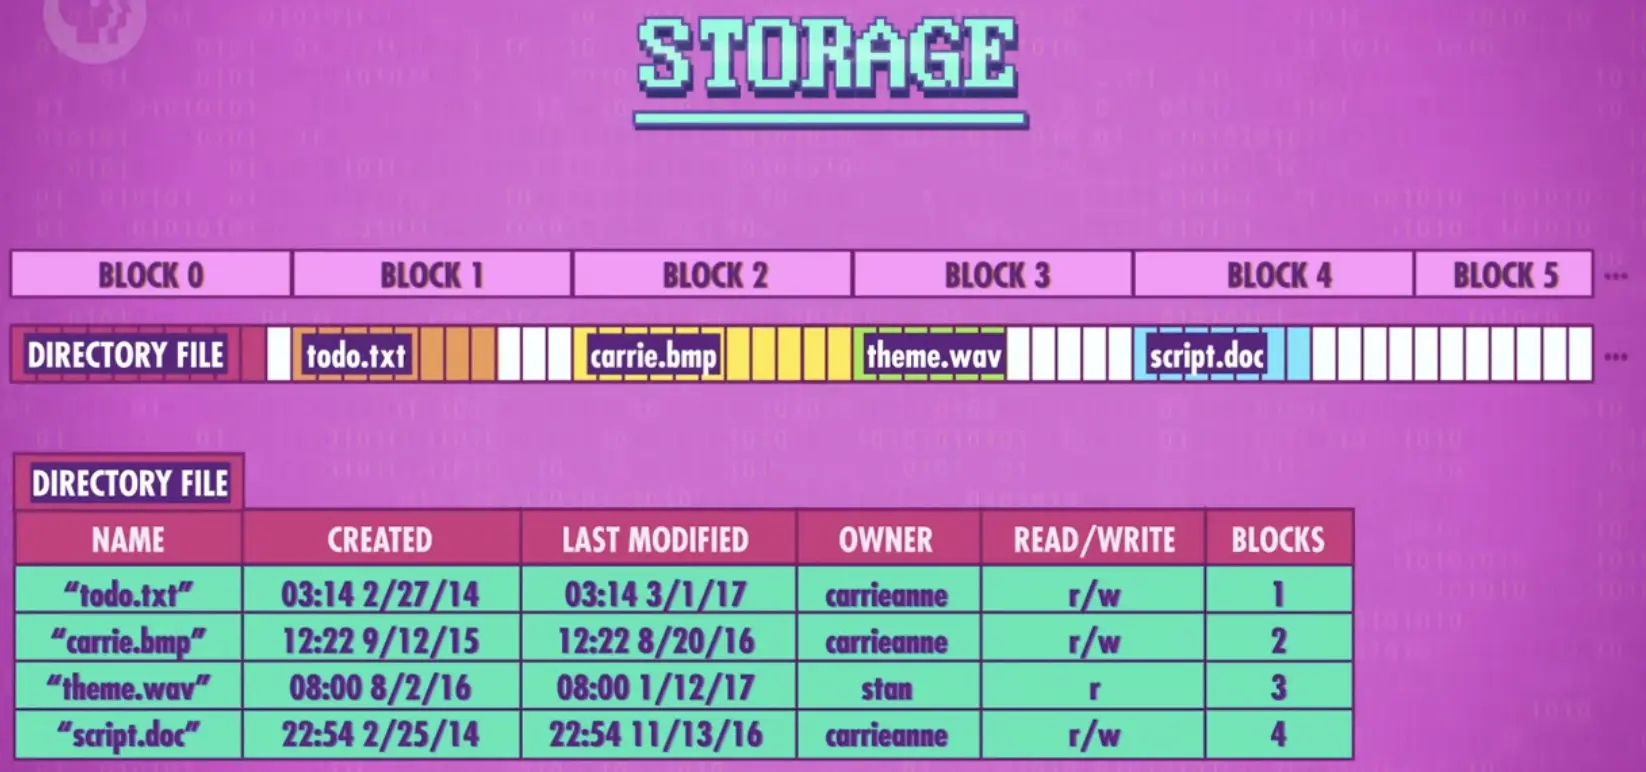 STORAGE
BLOCK 0 BLOCK 1 BLOCK 2 BLOCK 3 BLOCK 4 BLOCK 5 ...
DIRECTORY FILE todo.txt carrie.bmp theme.wav script.doc ...
DIRECTORY FILE
NAME CREATED LAST MODIFIED OWNER READ/WRITE BLOCKS
“todo.txt” 03:14 2/27/14 03:14 3/1/17 carrieanne r/w 1
“carrie.bmp” 12:22 9/12/15 12:22 8/20/16 carrieanne r/w 2
“theme.wav” 08:00 8/2/16 08:00 1/12/17 stan r 3
“script.doc” 22:54 2/25/14 22:54 11/13/16 carrieanne r/w 4